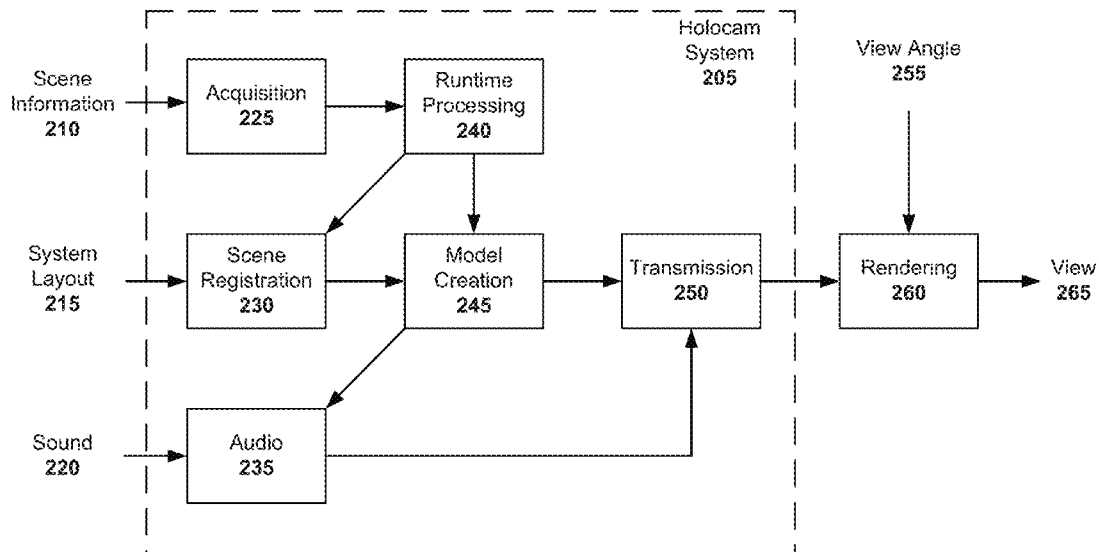 Holocam
System
205
View Angle
255
Scene
Information
210
Acquisition
225
Runtime
Processing
240
System
Layout
215
Scene
Registration
230
Model
Creation
245
Transmission
250
Rendering
260
View
265
Sound
220
Audio
235